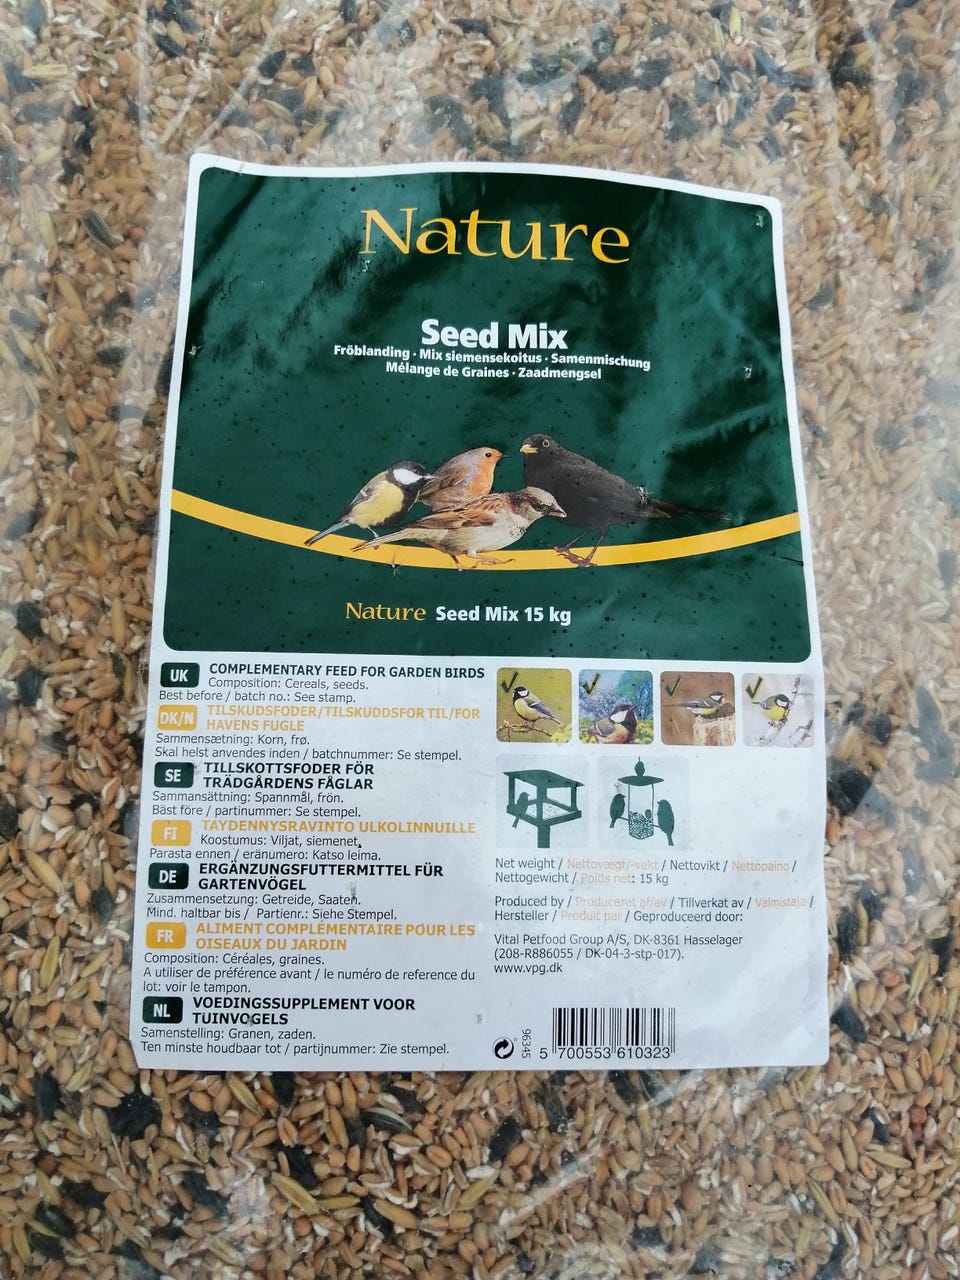 Nature
Seed Mix
Fröblanding · Mix siemensekoitus · Samenmischung
Mélange de Graines · Zaadmengsel
Nature Seed Mix 15 kg
UK COMPLEMENTARY FEED FOR GARDEN BIRDS
Composition: Cereals, seeds.
Best before / batch no.: See stamp.
DK/N TILSKUDSFODER/TILSKUDDSFOR TIL/FOR
HAVENS FUGLE
Sammensætning: Korn, frø.
Skal helst anvendes inden / batchnummer: Se stempel.
SE TILLSKOTTSFODER FÖR
TRÄDGÅRDENS FÅGLAR
Sammansättning: Spannmål, frön.
Bäst före / partinummer: Se stempel.
FI TAYDENNYSRAVINTO ULKOLINNUILLE
Koostumus: Viljat, siemenet.
Parasta ennen / eränumero: Katso leima.
DE ERGÄNZUNGSFUTTERMITTEL FÜR
GARTENVÖGEL
Zusammensetzung: Getreide, Saaten.
Mind. haltbar bis / Partienr.: Siehe Stempel.
FR ALIMENT COMPLÉMENTAIRE POUR LES
OISEAUX DU JARDIN
Composition: Céréales, graines.
A utiliser de préférence avant / le numéro de reference du
lot: voir le tampon.
NL VOEDINGSSUPPLEMENT VOOR
TUINVOGELS
Samenstelling: Granen, zaden.
Ten minste houdbaar tot / partijnummer: Zie stempel.
Net weight / Nettovægt/-vekt / Nettovikt / Nettopaino /
Nettogewicht / Poids net: 15 kg
Produced by / Produceret af/av / Tillverkat av / Valmistaja /
Hersteller / Produit par / Geproduceerd door:
Vital Petfood Group A/S, DK-8361 Hasselager
(208-R886055 / DK-04-3-stp-017).
www.vpg.dk
96345
5 700553 610323